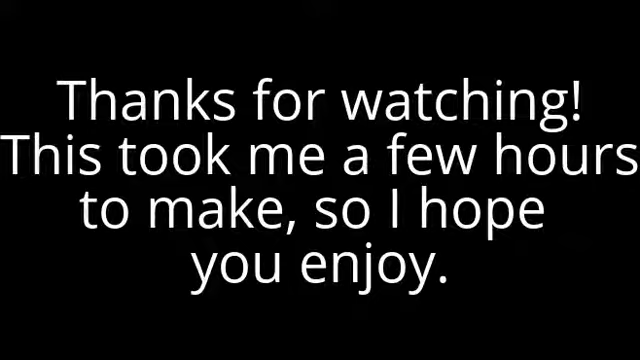 Thanks for watching!
This took me a few hours
to make, so I hope
you enjoy.